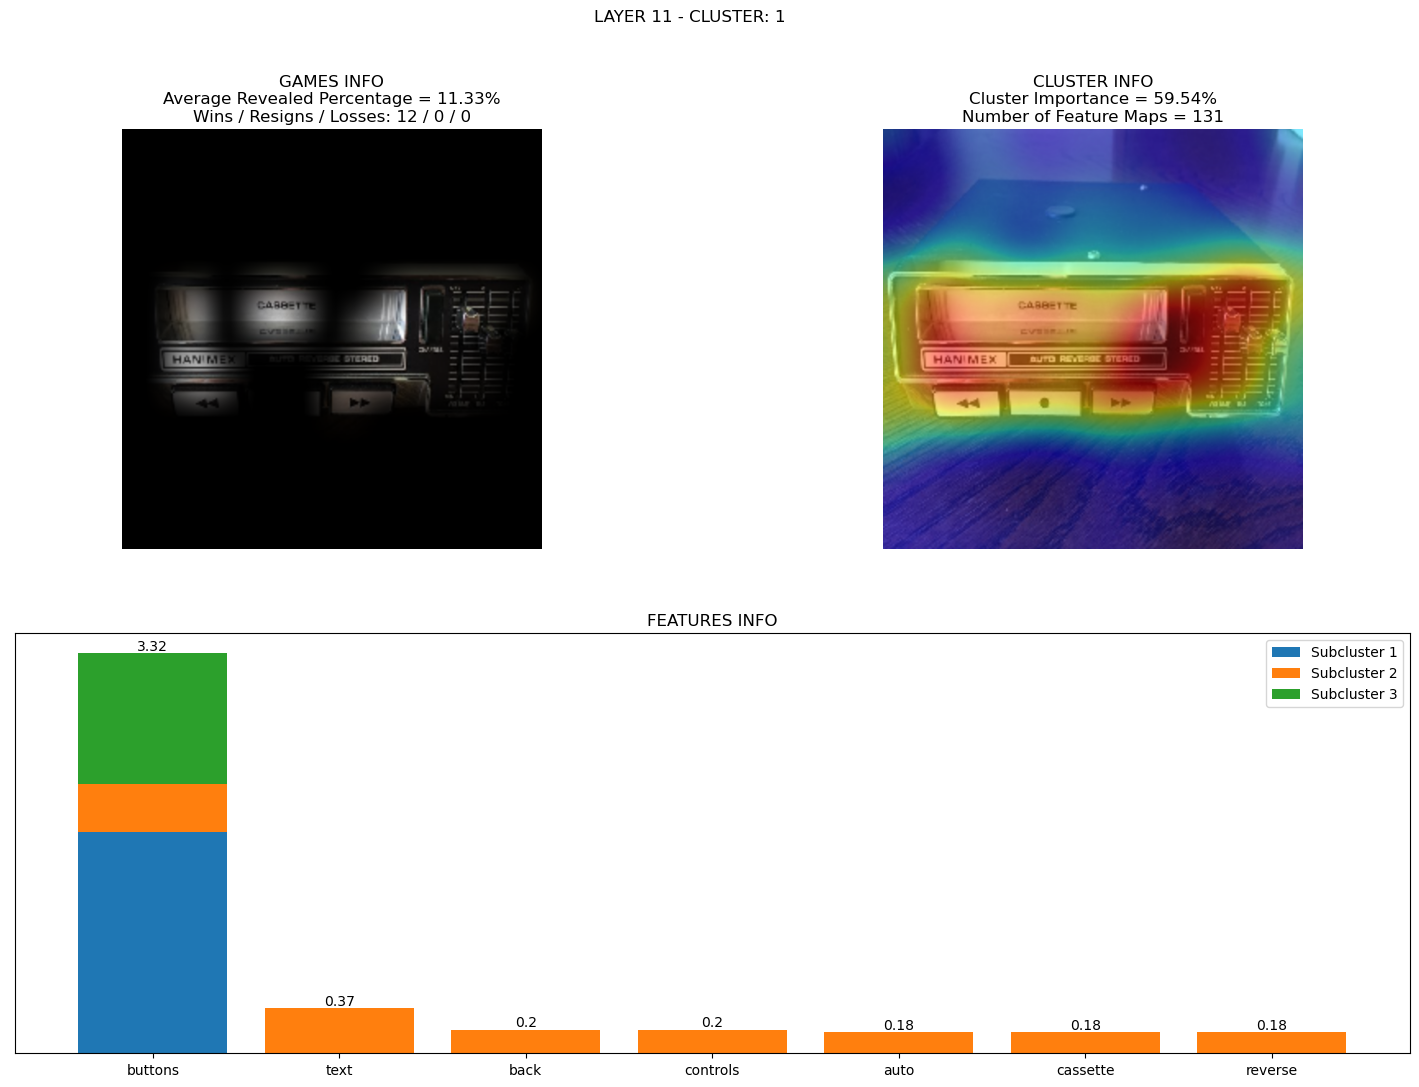 LAYER 11 - CLUSTER: 1
GAMES INFO
Average Revealed Percentage = 11.33%
Wins / Resigns / Losses: 12 / 0 / 0
CASSETTE
HANIMEX
AUTO REVERSE STEREO
CLUSTER INFO
Cluster Importance = 59.54%
Number of Feature Maps = 131
CASSETTE
HANIMEX
AUTO REVERSE STEREO
FEATURES INFO
3.32
0.37
0.2
0.2
0.18
0.18
0.18
Subcluster 1
Subcluster 2
Subcluster 3
buttons
text
back
controls
auto
cassette
reverse